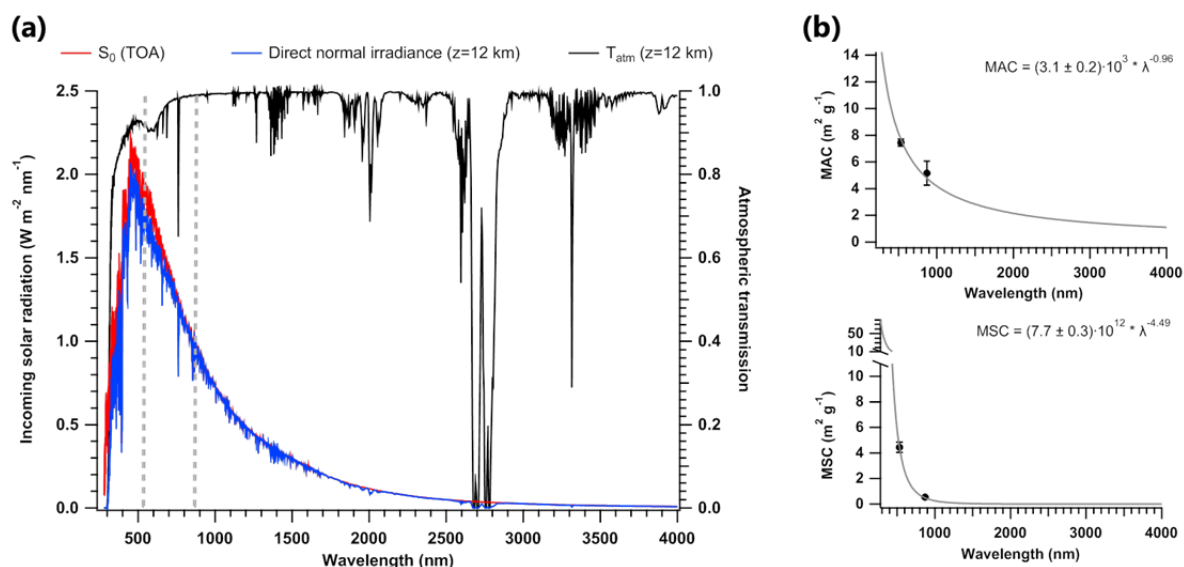 (a)
S0 (TOA)
Direct normal irradiance (z=12 km)
Tatm (z=12 km)
2.5
2.0
1.5
1.0
0.5
0.0
Incoming solar radiation (W m-2 nm-1)
1.0
0.8
0.6
0.4
0.2
0.0
Atmospheric transmission
500 1000 1500 2000 2500 3000 3500 4000
Wavelength (nm)
(b)
MAC = (3.1 ± 0.2)·10^3 * λ^-0.96
14
12
10
8
6
4
2
0
MAC (m2 g-1)
1000 2000 3000 4000
Wavelength (nm)
MSC = (7.7 ± 0.3)·10^12 * λ^-4.49
50
10
10
8
6
4
2
0
MSC (m2 g-1)
1000 2000 3000 4000
Wavelength (nm)